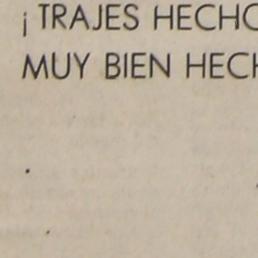 ¡TRAJES HECHO
MUY BIEN HECH